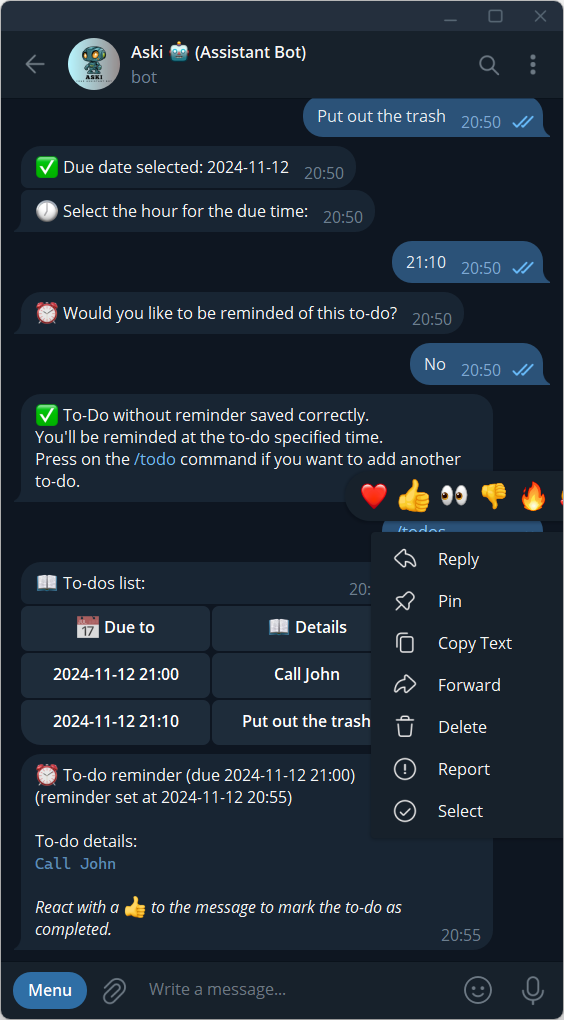 Aski 🤖 (Assistant Bot)
bot
ASKI
Put out the trash 20:50
✅ Due date selected: 2024-11-12 20:50
🕖 Select the hour for the due time: 20:50
21:10 20:50
⏰ Would you like to be reminded of this to-do? 20:50
No 20:50
✅ To-Do without reminder saved correctly.
You'll be reminded at the to-do specified time.
Press on the /todo command if you want to add another
to-do.
/todos
📖 To-dos list: 20:
📅 Due to 📖 Details
2024-11-12 21:00 Call John
2024-11-12 21:10 Put out the trash
Reply
Pin
Copy Text
Forward
Delete
Report
Select
⏰ To-do reminder (due 2024-11-12 21:00)
(reminder set at 2024-11-12 20:55)
To-do details:
Call John
React with a 👍 to the message to mark the to-do as
completed.
20:55
Menu Write a message...